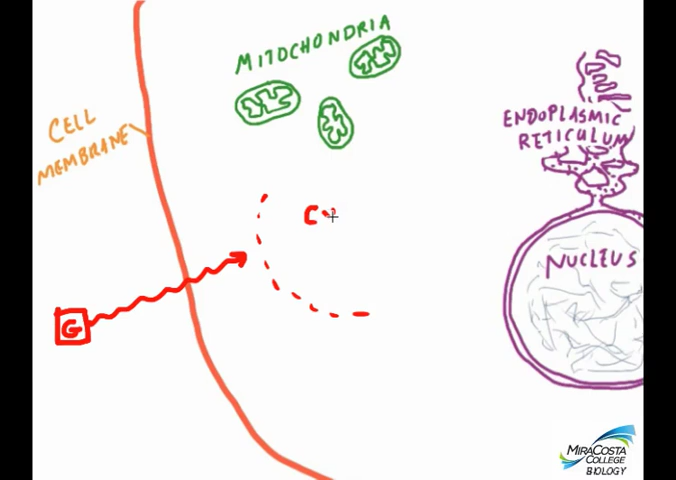 MITOCHONDRIA
CELL
MEMBRANE
ENDOPLASMIC
RETICULUM
C
NUCLEUS
G
MIRACOSTA
COLLEGE
BIOLOGY